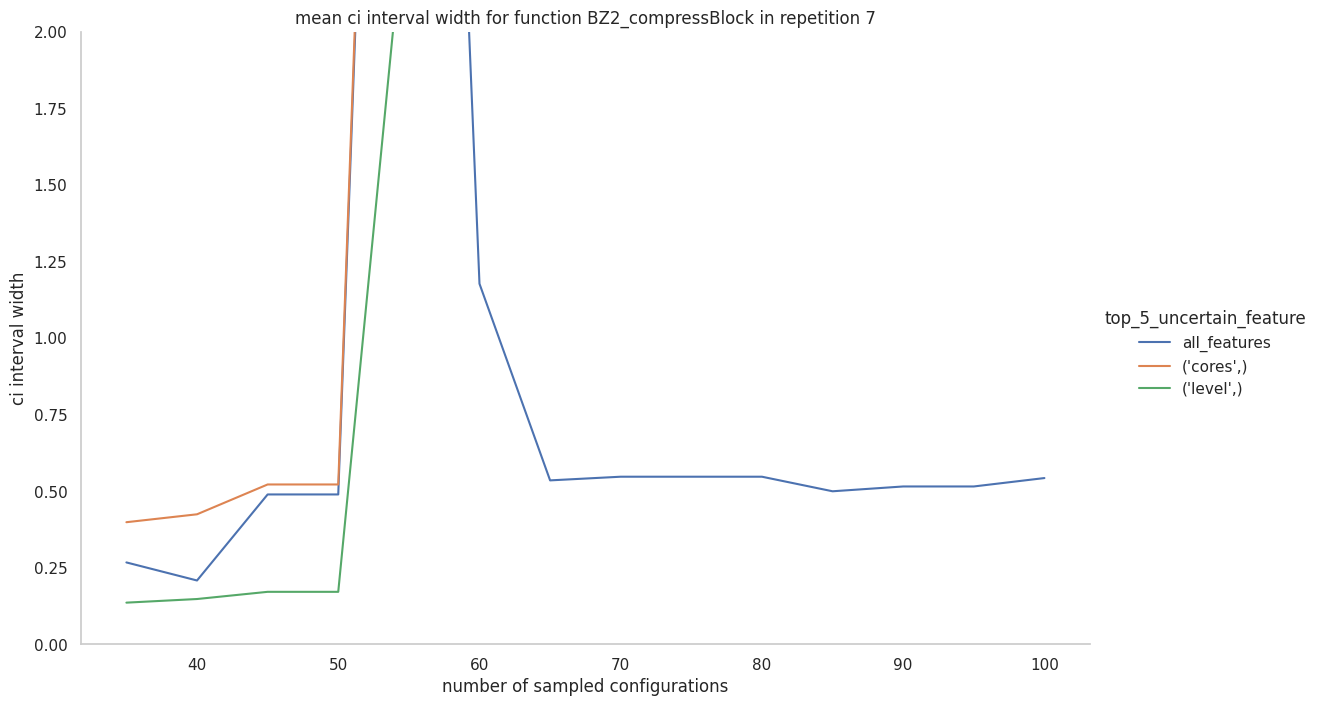 mean ci interval width for function BZ2_compressBlock in repetition 7
2.00
1.75
1.50
1.25
1.00
0.75
0.50
0.25
0.00
ci interval width
40 50 60 70 80 90 100
number of sampled configurations
top_5_uncertain_feature
all_features
('cores',)
('level',)